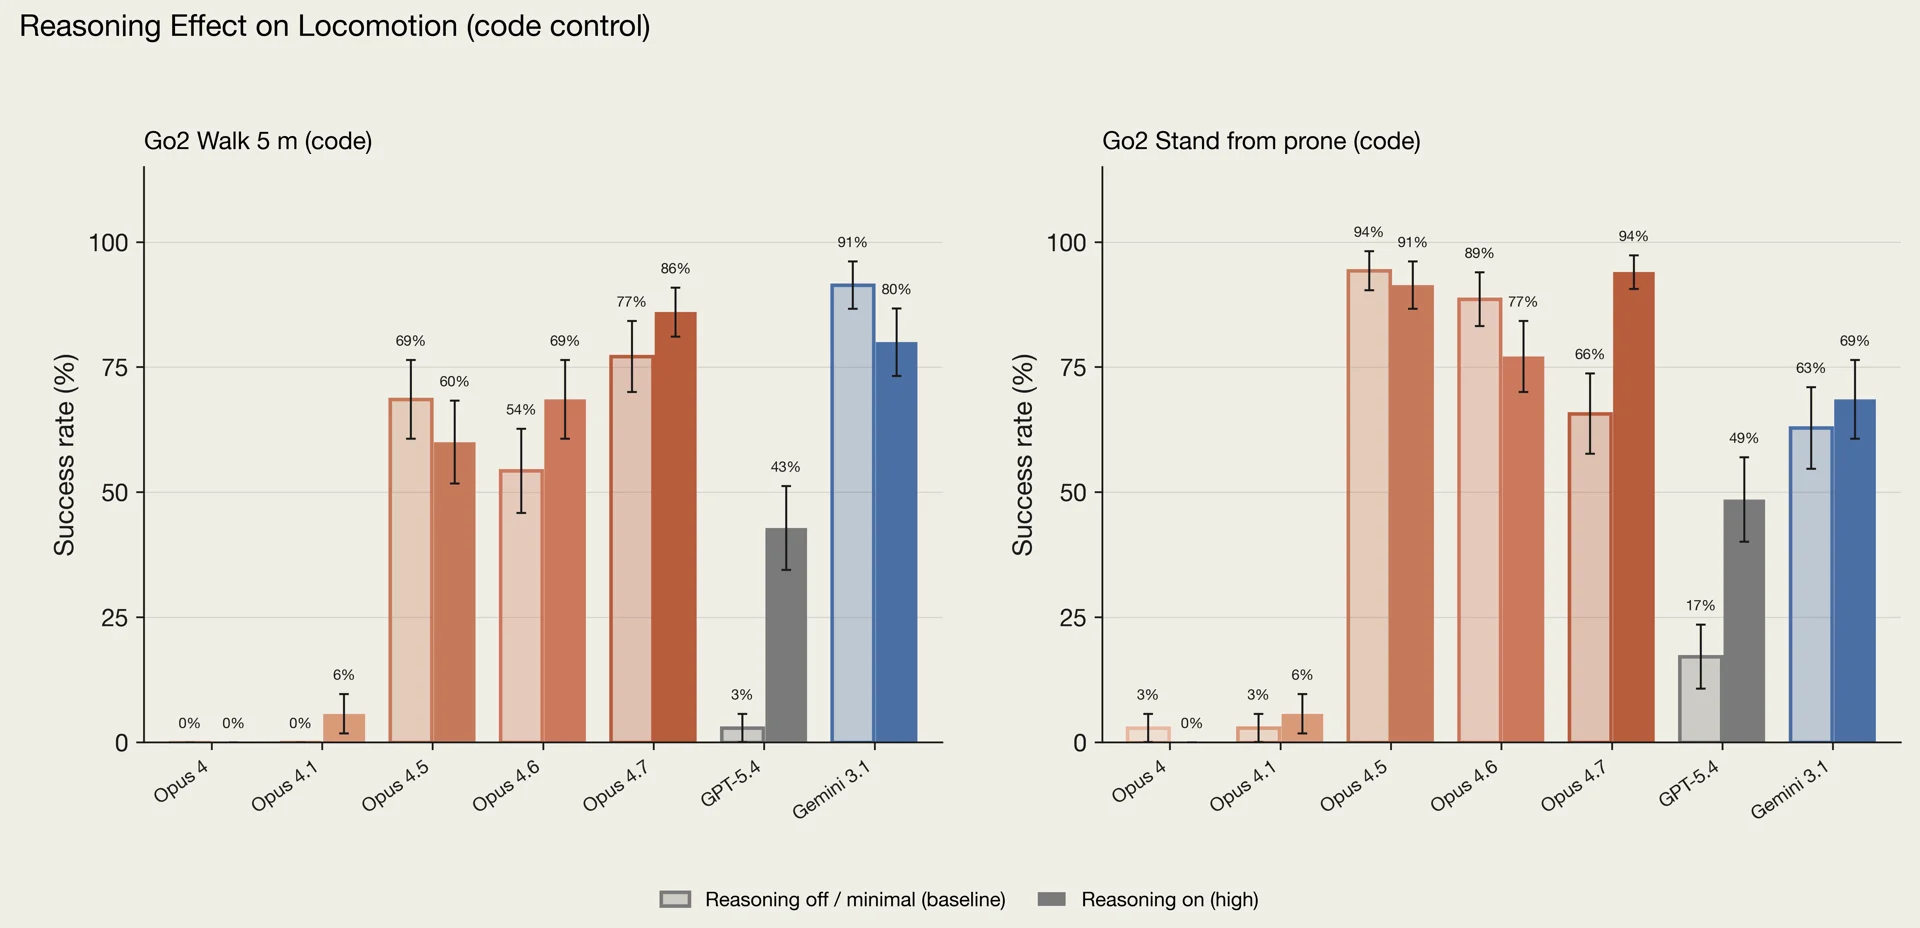 Reasoning Effect on Locomotion (code control)
Go2 Walk 5 m (code)
Success rate (%)
100
75
50
25
0
0%
0%
0%
6%
69%
60%
54%
69%
77%
86%
3%
43%
91%
80%
Opus 4
Opus 4.1
Opus 4.5
Opus 4.6
Opus 4.7
GPT-5.4
Gemini 3.1
Go2 Stand from prone (code)
Success rate (%)
100
75
50
25
0
3%
0%
3%
6%
94%
91%
89%
77%
66%
94%
17%
49%
63%
69%
Opus 4
Opus 4.1
Opus 4.5
Opus 4.6
Opus 4.7
GPT-5.4
Gemini 3.1
Reasoning off / minimal (baseline)
Reasoning on (high)